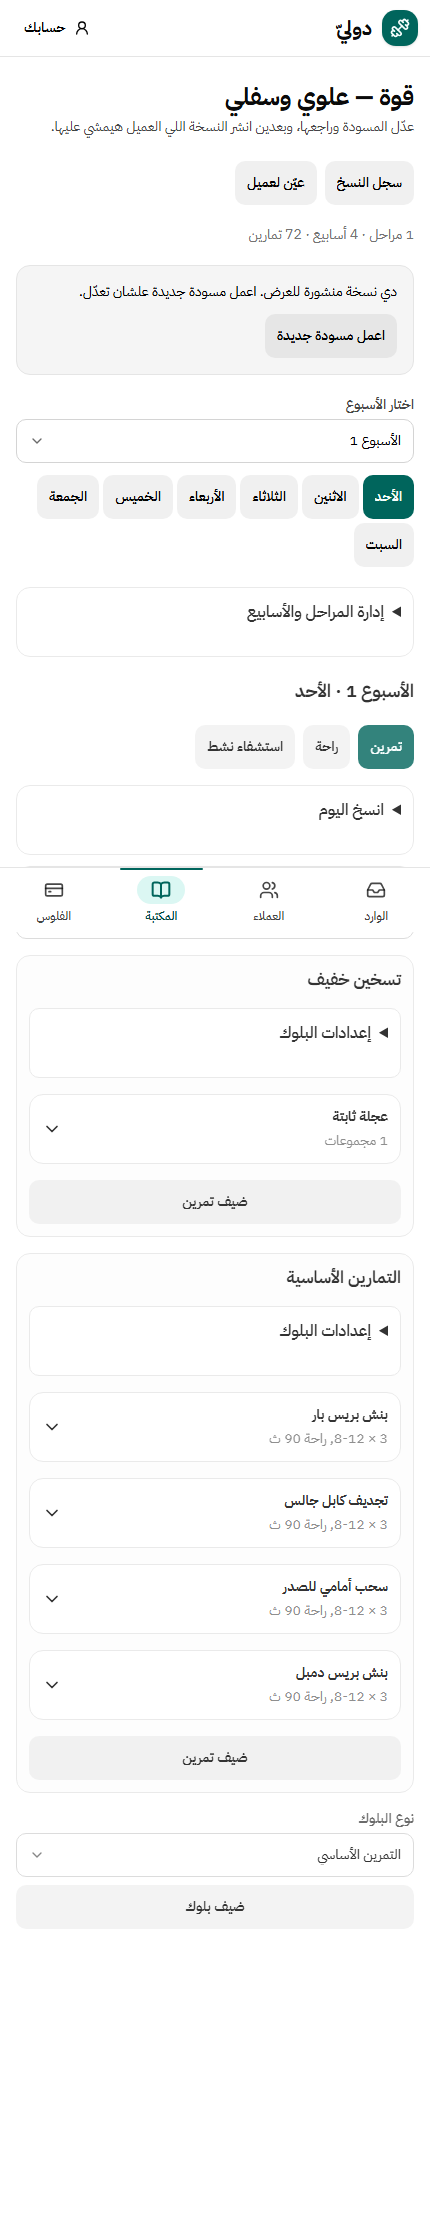 دوليّ
حسابك
قوة — علوي وسفلي
عدّل المسودة وراجعها، وبعدين انشر النسخة اللي العميل هيمشي عليها.
سجل النسخ
عيّن لعميل
1 مراحل · 4 أسابيع · 72 تمارين
دي نسخة منشورة للعرض. اعمل مسودة جديدة علشان تعدّل.
اعمل مسودة جديدة
اختار الأسبوع
الأسبوع 1
الأحد
الاثنين
الثلاثاء
الأربعاء
الخميس
الجمعة
السبت
إدارة المراحل والأسابيع
الأسبوع 1 · الأحد
تمرين
راحة
استشفاء نشط
انسخ اليوم
الوارد
العملاء
المكتبة
الفلوس
تسخين خفيف
إعدادات البلوك
عجلة ثابتة
1 مجموعات
ضيف تمرين
التمارين الأساسية
إعدادات البلوك
بنش بريس بار
3 × 12-8, راحة 90 ث
تجديف كابل جالس
3 × 12-8, راحة 90 ث
سحب أمامي للصدر
3 × 12-8, راحة 90 ث
بنش بريس دمبل
3 × 12-8, راحة 90 ث
ضيف تمرين
نوع البلوك
التمرين الأساسي
ضيف بلوك